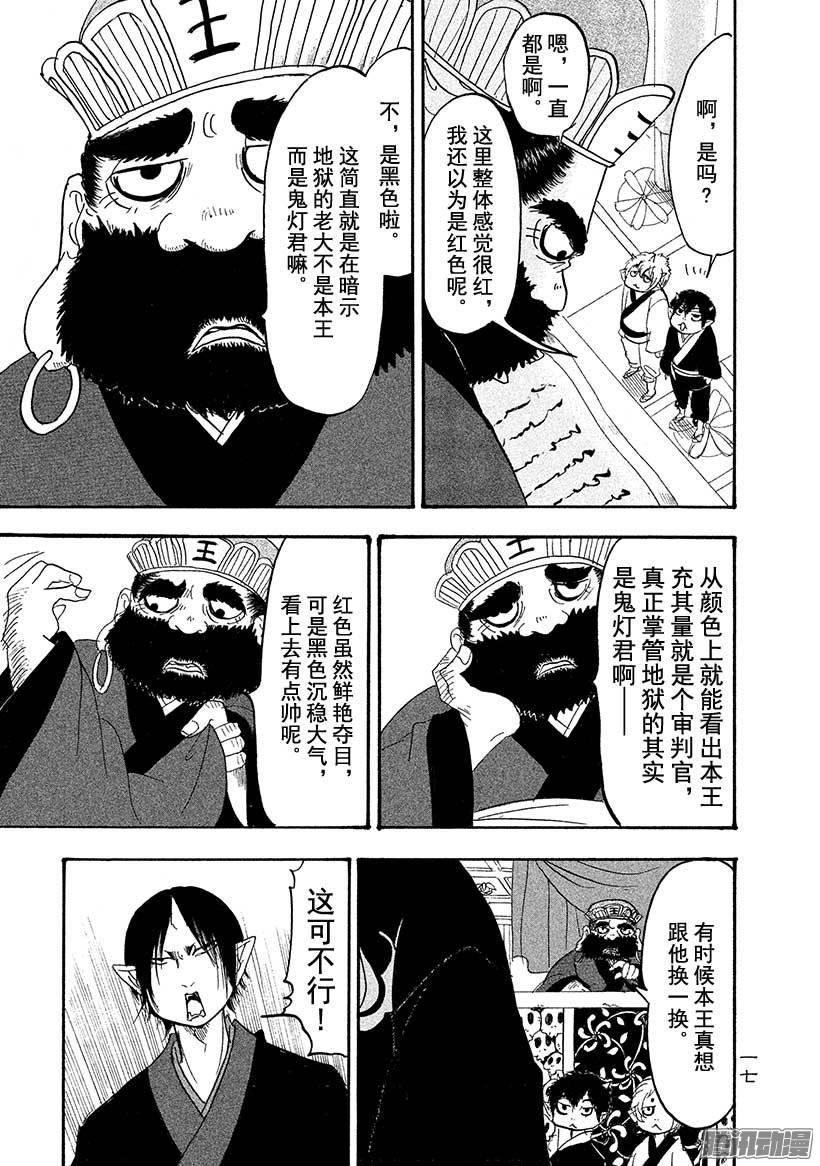 啊，是吗？
嗯，一直
都是啊。
这里整体感觉很红，
我还以为是红色呢。
王
不，是黑色啦。
这简直就是在暗示
地狱的老大不是本王
而是鬼灯君嘛。
从颜色上就能看出本王
充其量就是个审判官，
真正掌管地狱的其实
是鬼灯君啊——
王
红色虽然鲜艳夺目，
可是黑色沉稳大气，
看上去有点帅呢。
王
有时候本王真想
跟他换一换。
王
这可不行！
一七
腾讯动漫